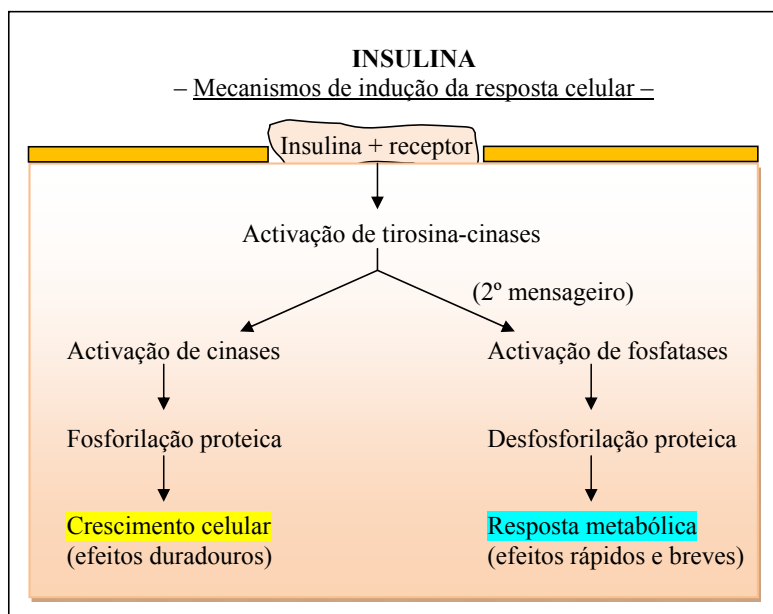 INSULINA
– Mecanismos de indução da resposta celular –
Insulina + receptor
Activação de tirosina-cinases
(2º mensageiro)
Activação de cinases
Activação de fosfatases
Fosforilação proteica
Desfosforilação proteica
Crescimento celular
(efeitos duradouros)
Resposta metabólica
(efeitos rápidos e breves)